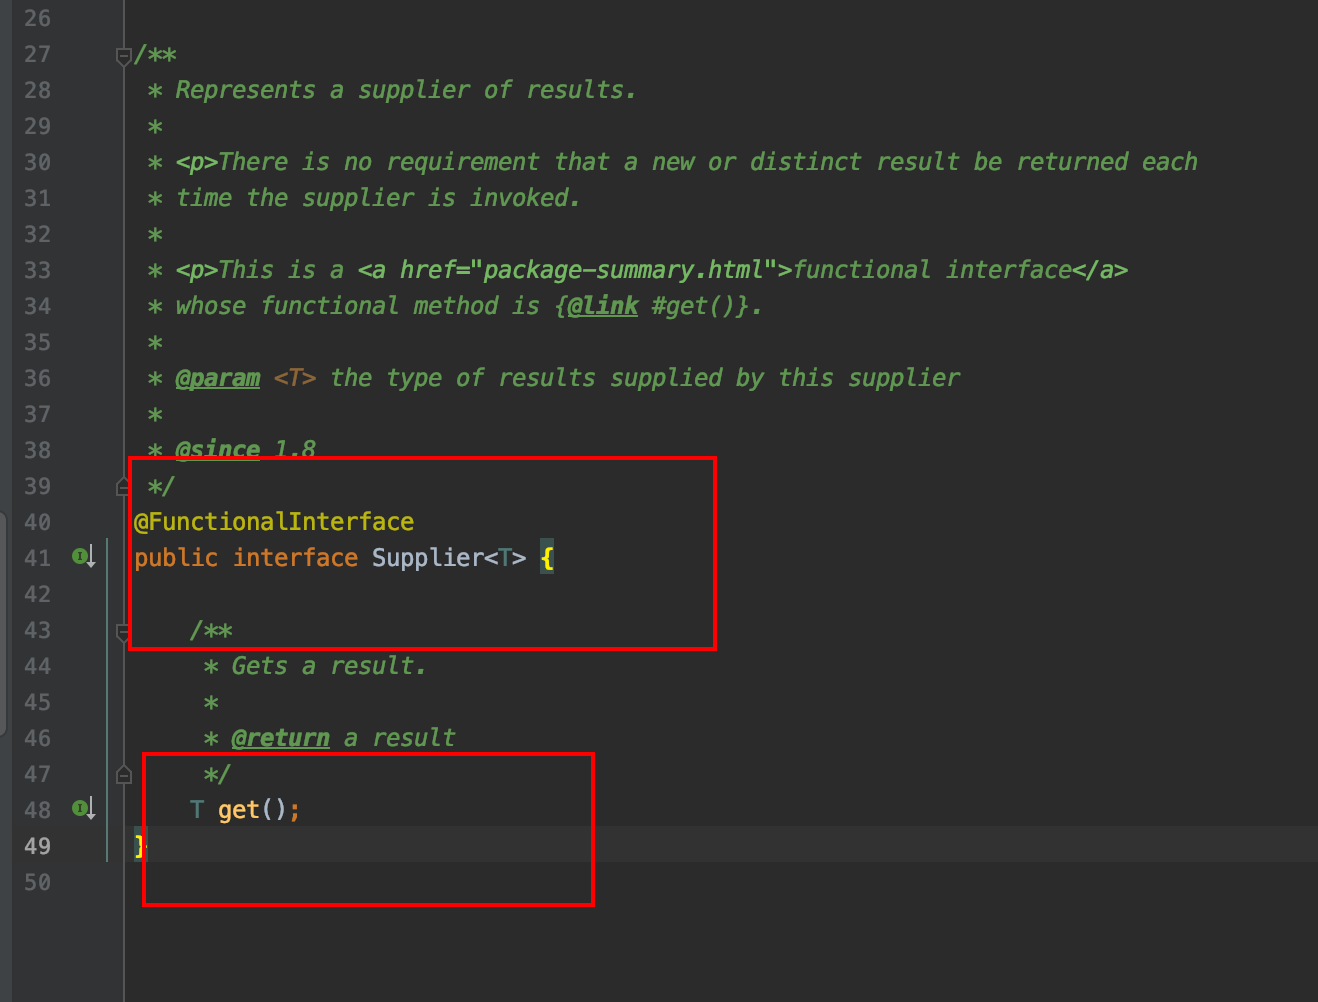 26
27 /**
28 * Represents a supplier of results.
29 *
30 * <p>There is no requirement that a new or distinct result be returned each
31 * time the supplier is invoked.
32 *
33 * <p>This is a <a href="package-summary.html">functional interface</a>
34 * whose functional method is {@link #get()}.
35 *
36 * @param <T> the type of results supplied by this supplier
37 *
38 * @since 1.8
39 */
40 @FunctionalInterface
41 public interface Supplier<T> {
42
43 /**
44 * Gets a result.
45 *
46 * @return a result
47 */
48 T get();
49 }
50